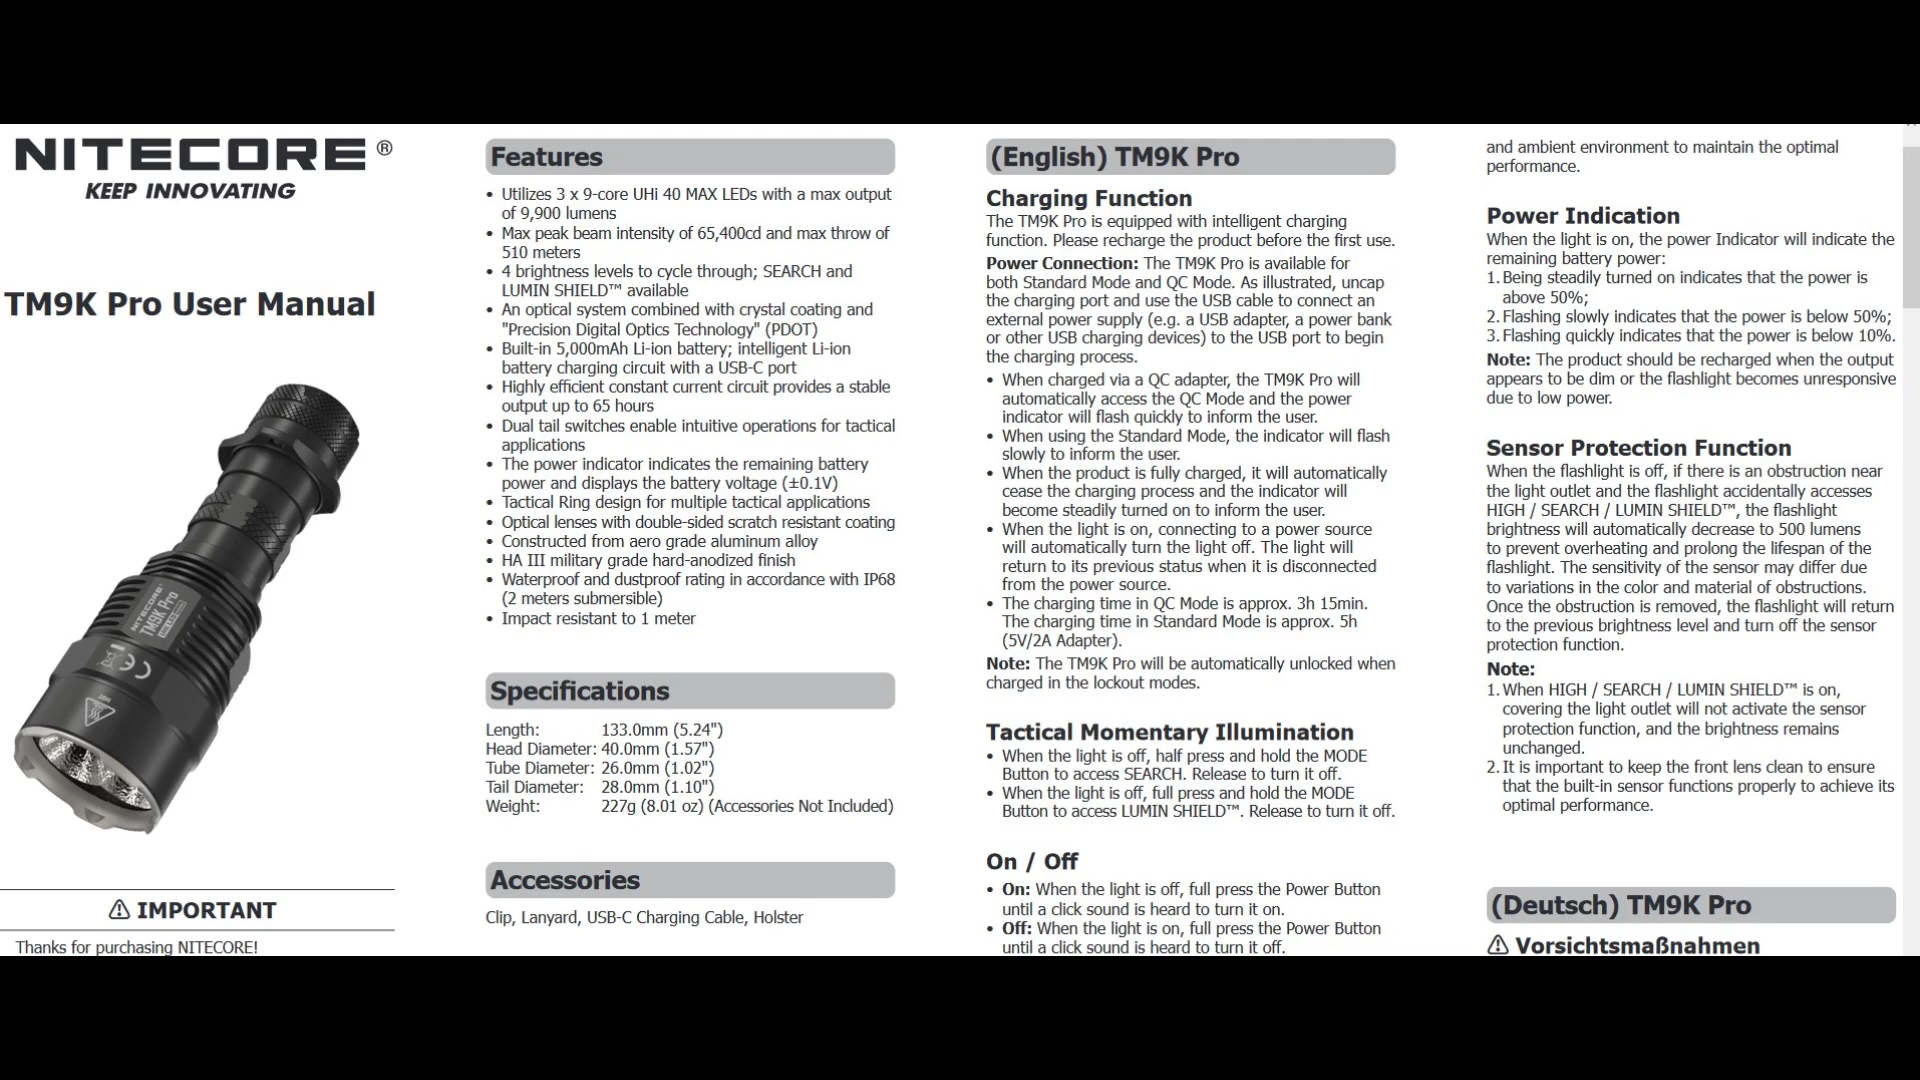 NITECORE®
KEEP INNOVATING
TM9K Pro User Manual
NITECORE
TM9K Pro
IMPORTANT
Thanks for purchasing NITECORE!
Features
• Utilizes 3 x 9-core UHi 40 MAX LEDs with a max output
of 9,900 lumens
• Max peak beam intensity of 65,400cd and max throw of
510 meters
• 4 brightness levels to cycle through; SEARCH and
LUMIN SHIELD™ available
• An optical system combined with crystal coating and
"Precision Digital Optics Technology" (PDOT)
• Built-in 5,000mAh Li-ion battery; intelligent Li-ion
battery charging circuit with a USB-C port
• Highly efficient constant current circuit provides a stable
output up to 65 hours
• Dual tail switches enable intuitive operations for tactical
applications
• The power indicator indicates the remaining battery
power and displays the battery voltage (±0.1V)
• Tactical Ring design for multiple tactical applications
• Optical lenses with double-sided scratch resistant coating
• Constructed from aero grade aluminum alloy
• HA III military grade hard-anodized finish
• Waterproof and dustproof rating in accordance with IP68
(2 meters submersible)
• Impact resistant to 1 meter
Specifications
Length: 133.0mm (5.24")
Head Diameter: 40.0mm (1.57")
Tube Diameter: 26.0mm (1.02")
Tail Diameter: 28.0mm (1.10")
Weight: 227g (8.01 oz) (Accessories Not Included)
Accessories
Clip, Lanyard, USB-C Charging Cable, Holster
(English) TM9K Pro
Charging Function
The TM9K Pro is equipped with intelligent charging
function. Please recharge the product before the first use.
Power Connection: The TM9K Pro is available for
both Standard Mode and QC Mode. As illustrated, uncap
the charging port and use the USB cable to connect an
external power supply (e.g. a USB adapter, a power bank
or other USB charging devices) to the USB port to begin
the charging process.
• When charged via a QC adapter, the TM9K Pro will
automatically access the QC Mode and the power
indicator will flash quickly to inform the user.
• When using the Standard Mode, the indicator will flash
slowly to inform the user.
• When the product is fully charged, it will automatically
cease the charging process and the indicator will
become steadily turned on to inform the user.
• When the light is on, connecting to a power source
will automatically turn the light off. The light will
return to its previous status when it is disconnected
from the power source.
• The charging time in QC Mode is approx. 3h 15min.
The charging time in Standard Mode is approx. 5h
(5V/2A Adapter).
Note: The TM9K Pro will be automatically unlocked when
charged in the lockout modes.
Tactical Momentary Illumination
• When the light is off, half press and hold the MODE
Button to access SEARCH. Release to turn it off.
• When the light is off, full press and hold the MODE
Button to access LUMIN SHIELD™. Release to turn it off.
On / Off
• On: When the light is off, full press the Power Button
until a click sound is heard to turn it on.
• Off: When the light is on, full press the Power Button
until a click sound is heard to turn it off.
and ambient environment to maintain the optimal
performance.
Power Indication
When the light is on, the power Indicator will indicate the
remaining battery power:
1. Being steadily turned on indicates that the power is
above 50%;
2. Flashing slowly indicates that the power is below 50%;
3. Flashing quickly indicates that the power is below 10%.
Note: The product should be recharged when the output
appears to be dim or the flashlight becomes unresponsive
due to low power.
Sensor Protection Function
When the flashlight is off, if there is an obstruction near
the light outlet and the flashlight accidentally accesses
HIGH / SEARCH / LUMIN SHIELD™, the flashlight
brightness will automatically decrease to 500 lumens
to prevent overheating and prolong the lifespan of the
flashlight. The sensitivity of the sensor may differ due
to variations in the color and material of obstructions.
Once the obstruction is removed, the flashlight will return
to the previous brightness level and turn off the sensor
protection function.
Note:
1. When HIGH / SEARCH / LUMIN SHIELD™ is on,
covering the light outlet will not activate the sensor
protection function, and the brightness remains
unchanged.
2. It is important to keep the front lens clean to ensure
that the built-in sensor functions properly to achieve its
optimal performance.
(Deutsch) TM9K Pro
Vorsichtsmaßnahmen